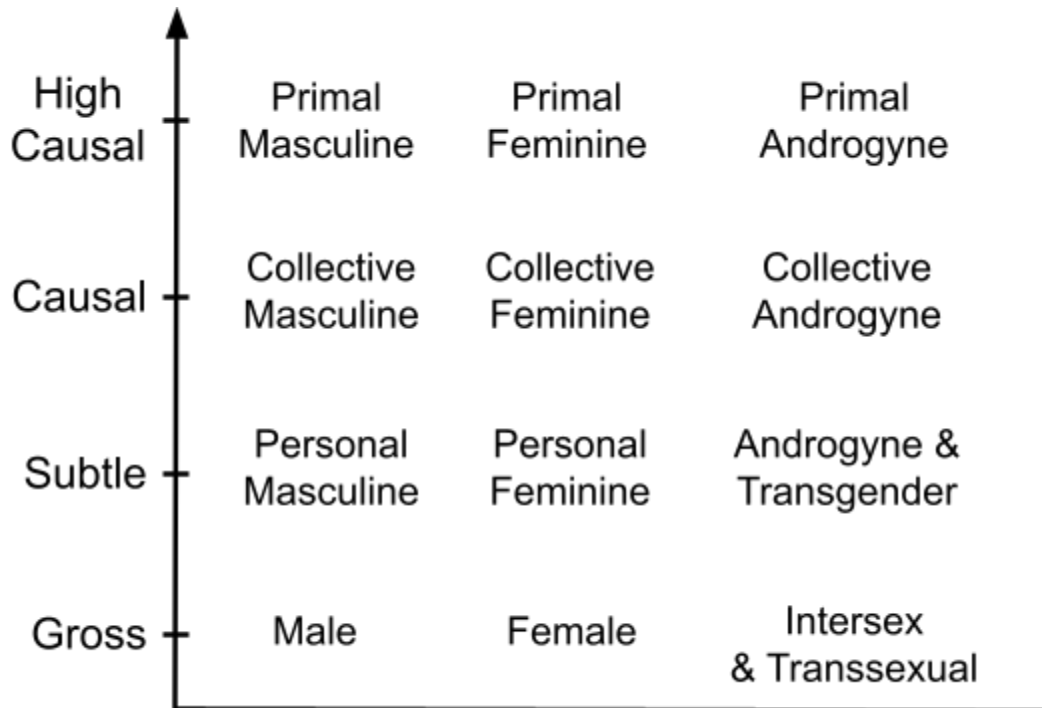 High
Causal
Primal
Masculine
Primal
Feminine
Primal
Androgyne
Causal
Collective
Masculine
Collective
Feminine
Collective
Androgyne
Subtle
Personal
Masculine
Personal
Feminine
Androgyne &
Transgender
Gross
Male
Female
Intersex
& Transsexual